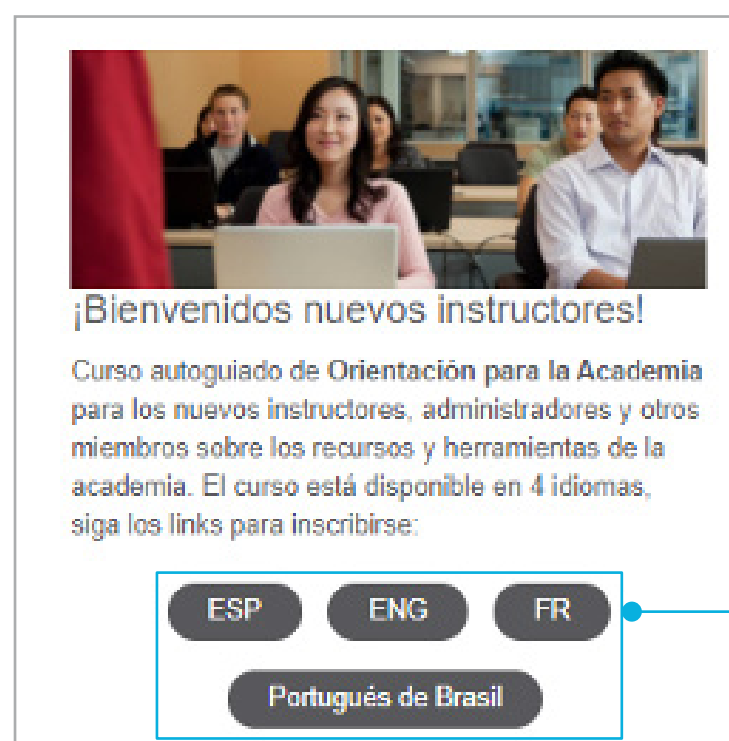 ¡Bienvenidos nuevos instructores!
Curso autoguiado de Orientación para la Academia
para los nuevos instructores, administradores y otros
miembros sobre los recursos y herramientas de la
academia. El curso está disponible en 4 idiomas,
siga los links para inscribirse:
ESP ENG FR
Portugués de Brasil